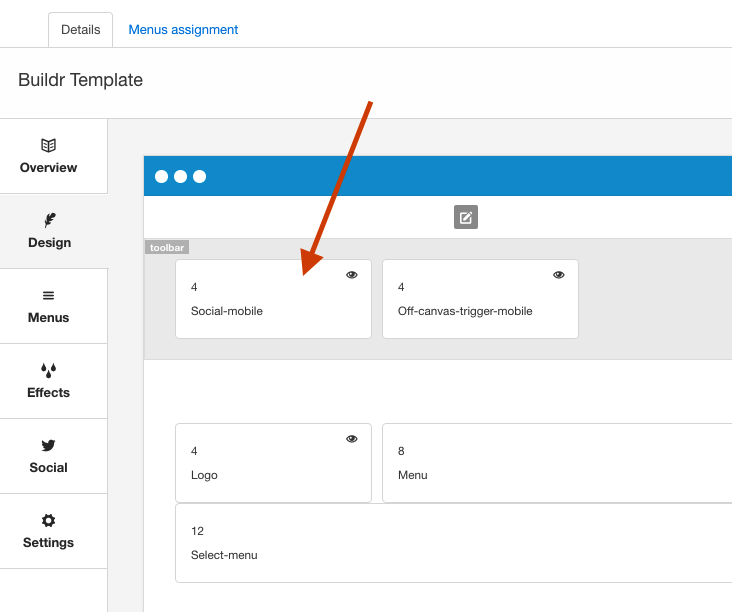 Details
Menus assignment
Buildr Template
Overview
Design
Menus
Effects
Social
Settings
toolbar
4
Social-mobile
4
Off-canvas-trigger-mobile
4
Logo
8
Menu
12
Select-menu